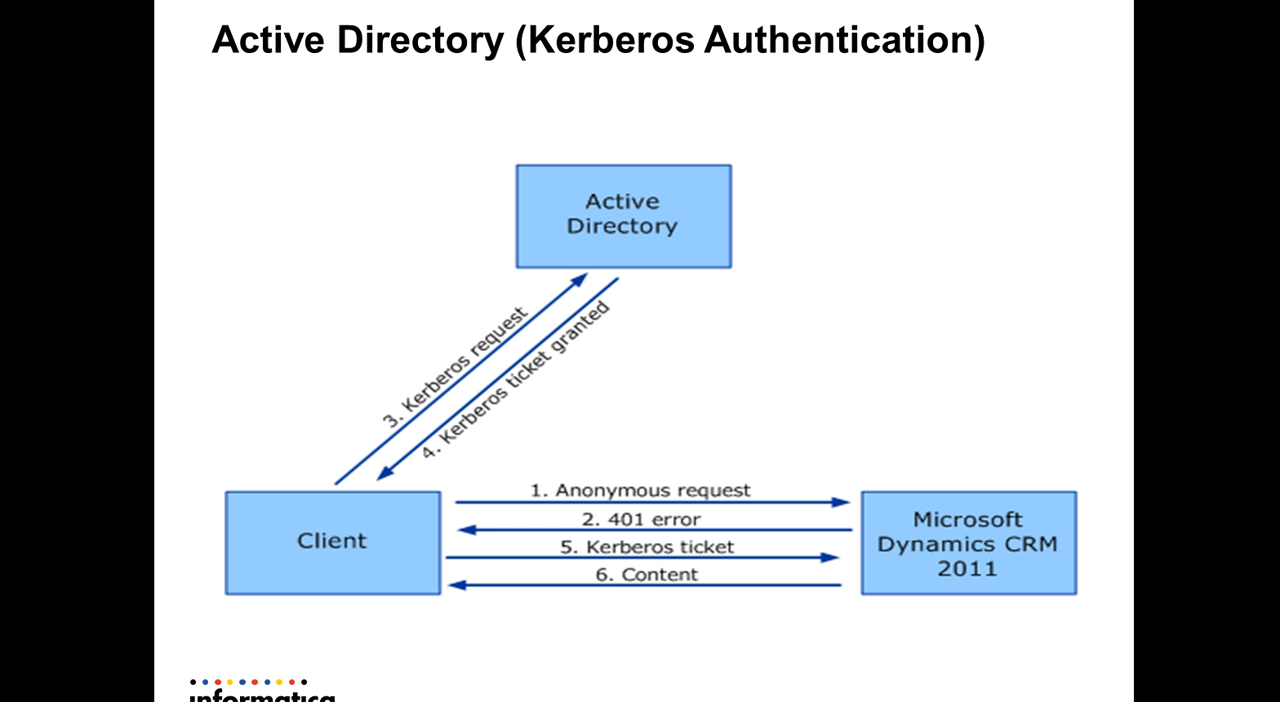 Active Directory (Kerberos Authentication)
Active
Directory
3. Kerberos request
4. Kerberos ticket granted
1. Anonymous request
2. 401 error
5. Kerberos ticket
6. Content
Client
Microsoft
Dynamics CRM
2011
informatica